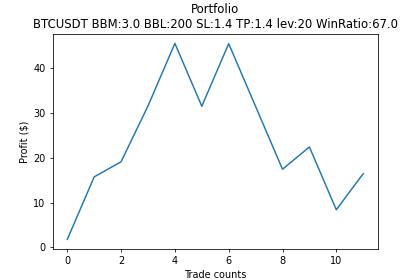 Portfolio
BTCUSDT BBM:3.0 BBL:200 SL:1.4 TP:1.4 lev:20 WinRatio:67.0
40
30
20
10
0
Profit ($)
0 2 4 6 8 10
Trade counts